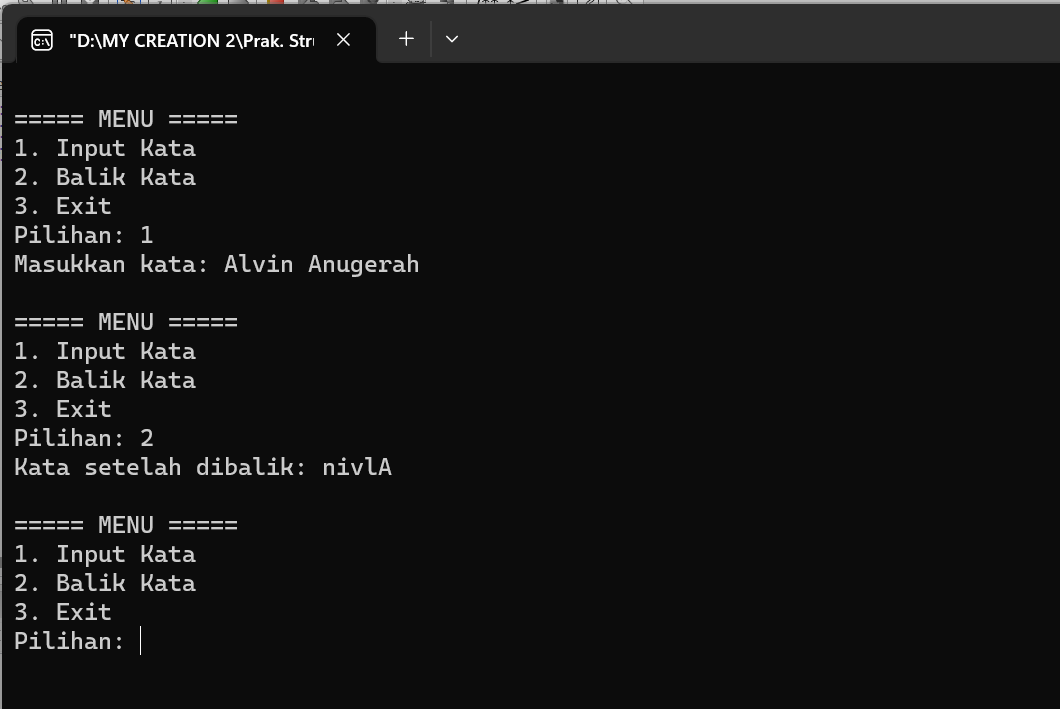 "D:\MY CREATION 2\Prak. Str
===== MENU =====
1. Input Kata
2. Balik Kata
3. Exit
Pilihan: 1
Masukkan kata: Alvin Anugerah
===== MENU =====
1. Input Kata
2. Balik Kata
3. Exit
Pilihan: 2
Kata setelah dibalik: nivlA
===== MENU =====
1. Input Kata
2. Balik Kata
3. Exit
Pilihan: